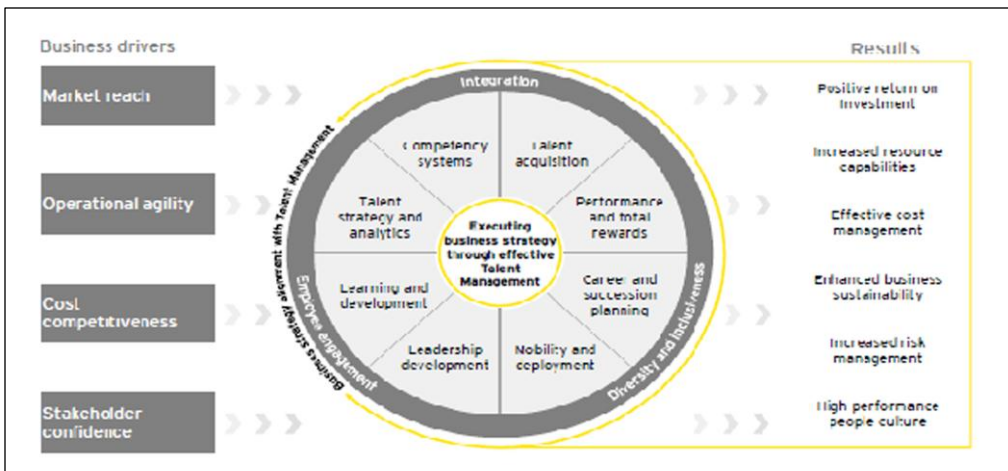 Business drivers
Market reach
Operational agility
Cost
competitiveness
Stakeholder
confidence
Business Strategy alignment with Talent Management
Integration
Employee engagement
Diversity and inclusiveness
Competency
systems
Talent
acquisition
Talent
strategy and
analytics
Performance
and total
rewards
Executing
business strategy
through effective
Talent
Management
Learning and
development
Career and
succession
planning
Leadership
development
Nobility and
deployment
Results
Positive return on
Investment
Increased resource
capabilities
Effective cost
management
Enhanced business
sustainability
Increased risk
management
High performance
people culture